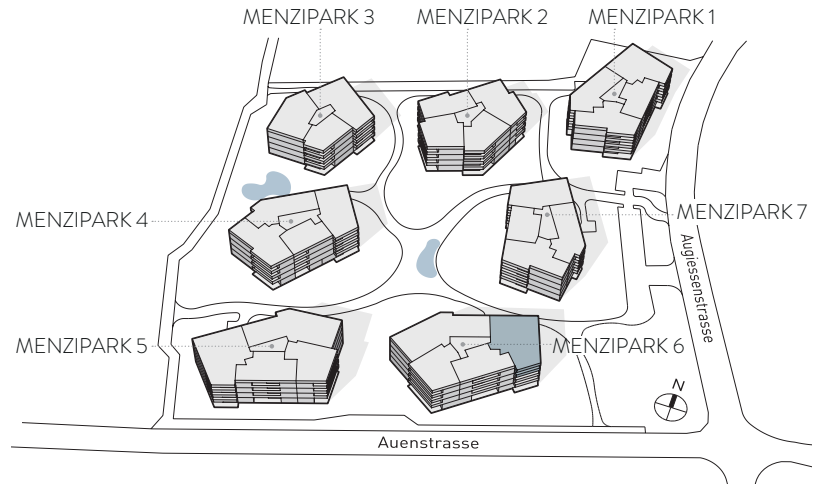 MENZIPARK 3
MENZIPARK 2
MENZIPARK 1
MENZIPARK 4
MENZIPARK 7
Augiessenstrasse
MENZIPARK 5
MENZIPARK 6
N
Auenstrasse